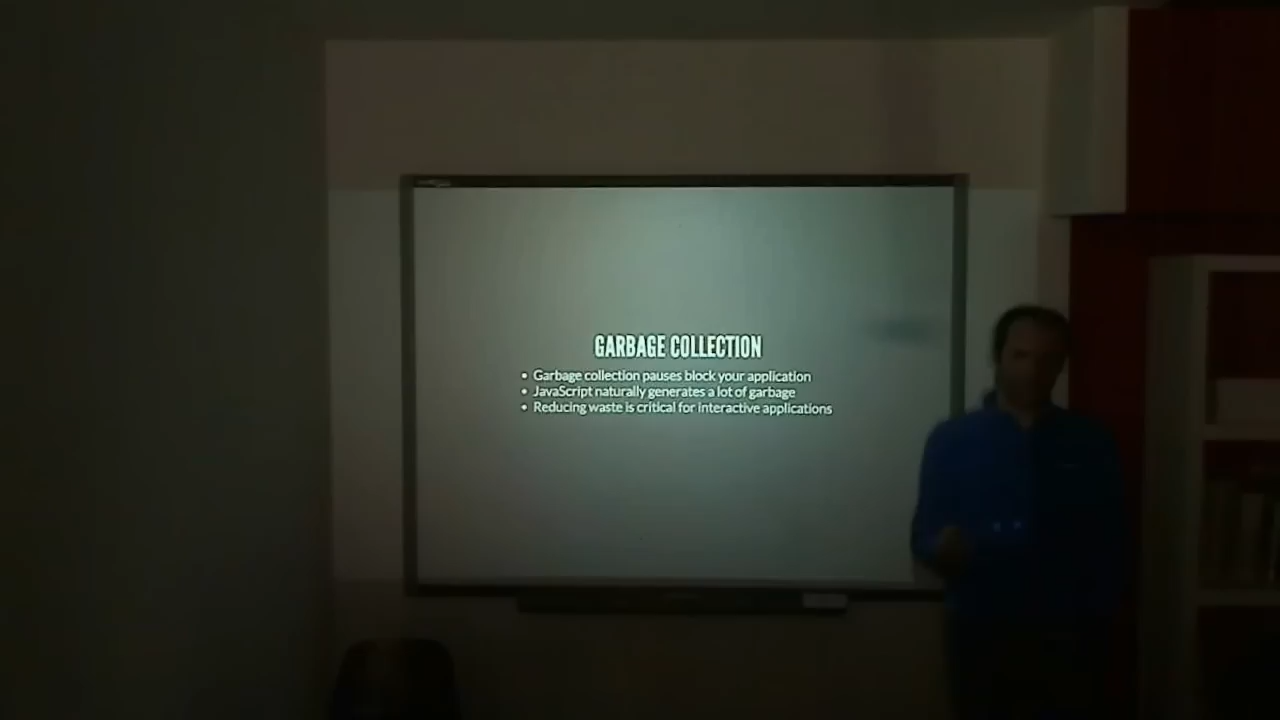 GARBAGE COLLECTION
• Garbage collection pauses block your application
• JavaScript naturally generates a lot of garbage
• Reducing waste is critical for interactive applications